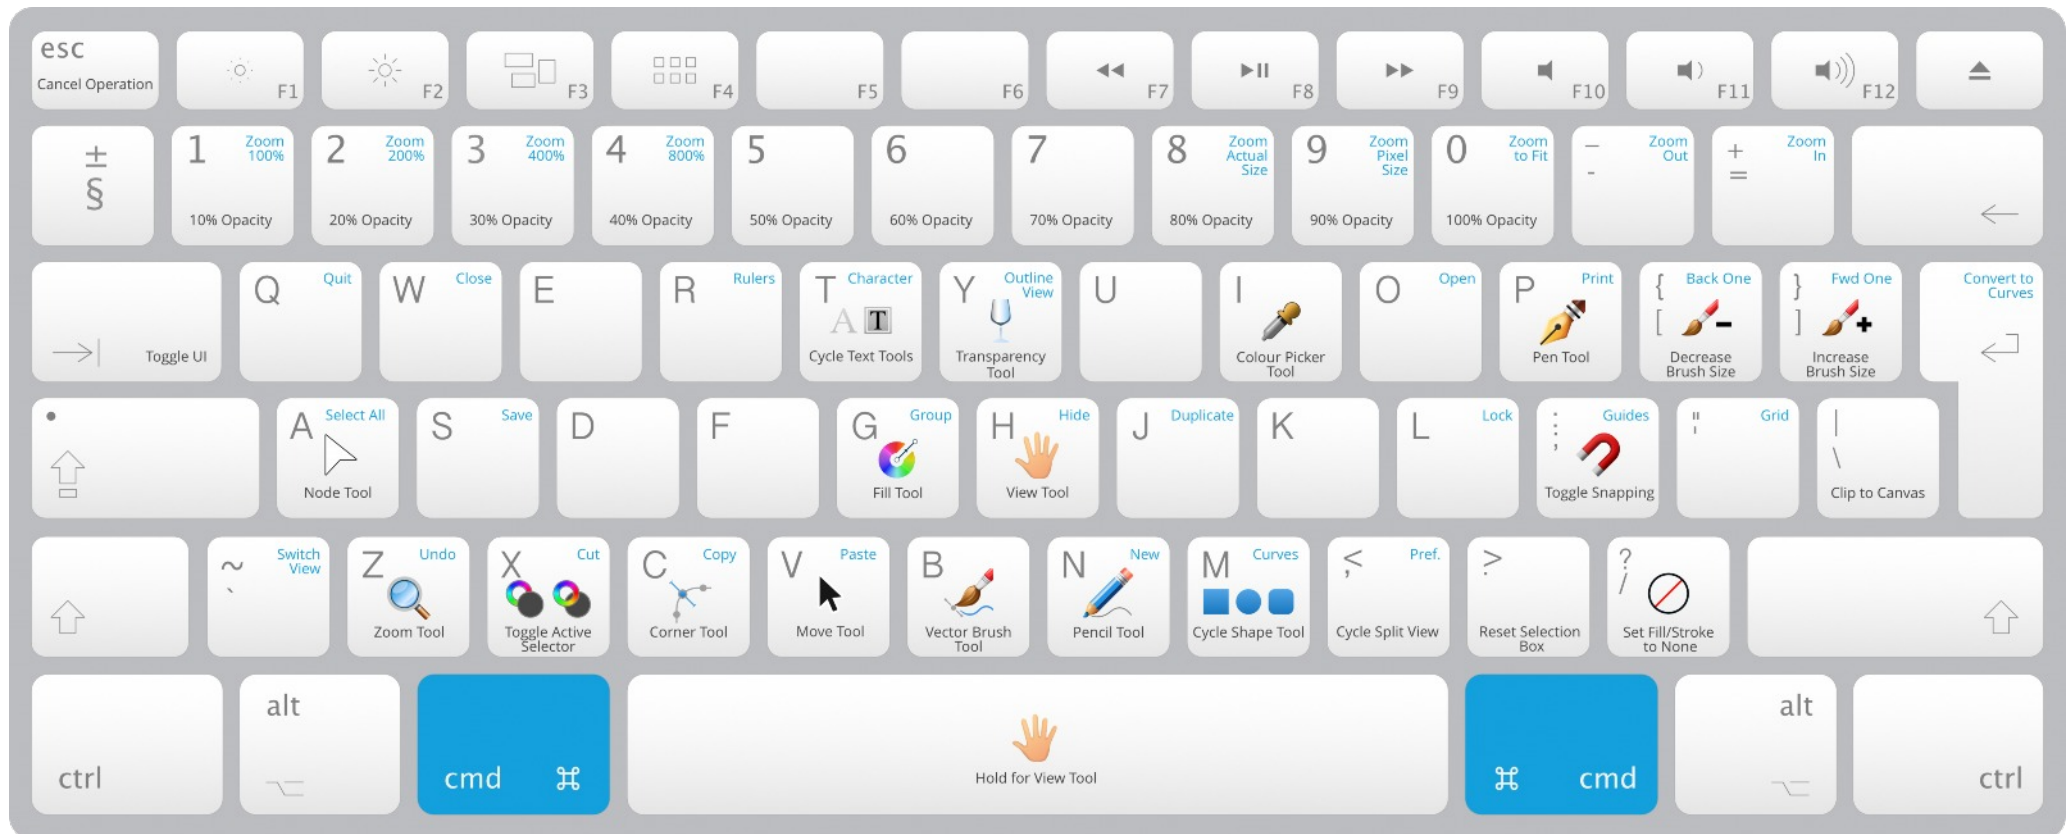 esc
Cancel Operation
F1
F2
F3
F4
F5
F6
F7
F8
F9
F10
F11
F12
±
§
1 Zoom
100%
10% Opacity
2 Zoom
200%
20% Opacity
3 Zoom
400%
30% Opacity
4 Zoom
800%
40% Opacity
5
50% Opacity
6
60% Opacity
7
70% Opacity
8 Zoom
Actual
Size
80% Opacity
9 Zoom
Pixel
Size
90% Opacity
0 Zoom
to Fit
100% Opacity
_ Zoom
Out
-
+ Zoom
In
=
←
→| Toggle UI
Q Quit
W Close
E
R Rulers
T Character
A T
Cycle Text Tools
Y Outline
View
Transparency
Tool
U
I
Colour Picker
Tool
O Open
P Print
Pen Tool
{ Back One
[
Decrease
Brush Size
} Fwd One
]
Increase
Brush Size
Convert to
Curves
A Select All
Node Tool
S Save
D
F
G Group
Fill Tool
H Hide
View Tool
J Duplicate
K
L Lock
: Guides
;
Toggle Snapping
" Grid
'
|
\
Clip to Canvas
~ Switch
View
`
Z Undo
Zoom Tool
X Cut
Toggle Active
Selector
C Copy
Corner Tool
V Paste
Move Tool
B
Vector Brush
Tool
N New
Pencil Tool
M Curves
Cycle Shape Tool
< Pref.
,
Cycle Split View
>
.
Reset Selection
Box
?
/
Set Fill/Stroke
to None
ctrl
alt
⌥
cmd ⌘
Hold for View Tool
⌘ cmd
alt
⌥
ctrl